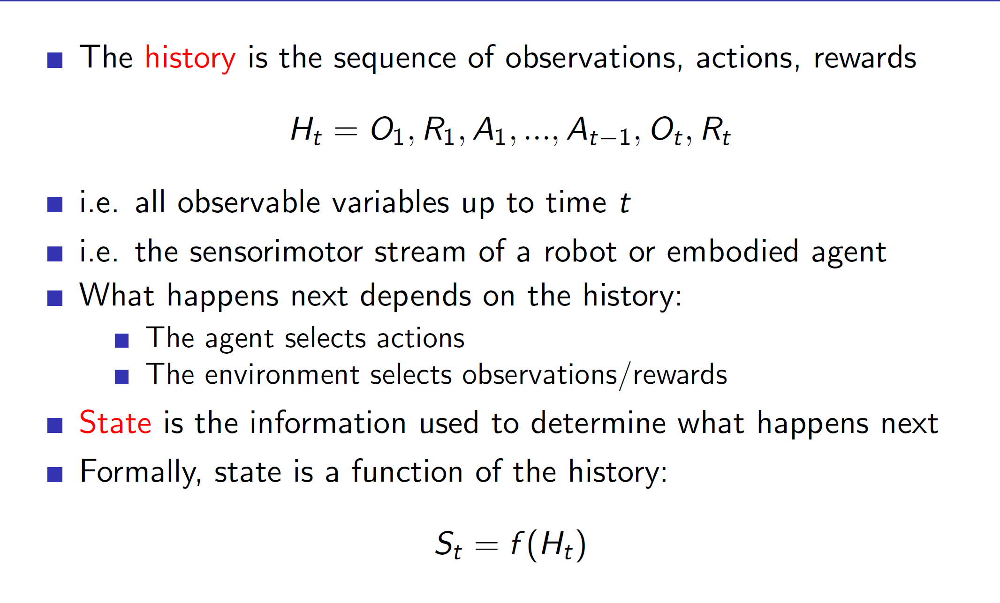 The history is the sequence of observations, actions, rewards
H_t = O_1, R_1, A_1, ..., A_{t−1}, O_t, R_t
i.e. all observable variables up to time t
i.e. the sensorimotor stream of a robot or embodied agent
What happens next depends on the history:
The agent selects actions
The environment selects observations/rewards
State is the information used to determine what happens next
Formally, state is a function of the history:
S_t = f(H_t)